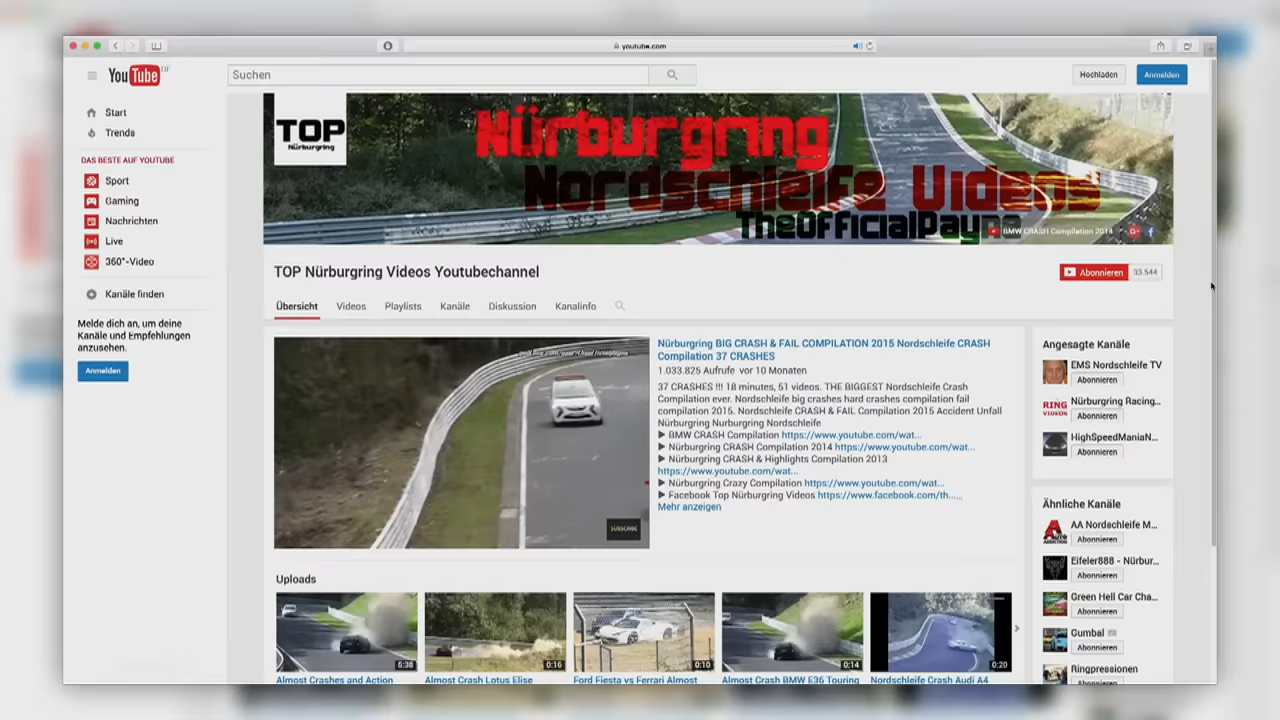 youtube.com
YouTube DE
Suchen
Hochladen
Anmelden
Start
Trends
DAS BESTE AUF YOUTUBE
Sport
Gaming
Nachrichten
Live
360°-Video
Kanäle finden
Melde dich an, um deine
Kanäle und Empfehlungen
anzusehen.
Anmelden
TOP
Nürburgring
Nürburgring
Nordschleife Videos
TheOfficialPayne
BMW CRASH Compilation 2014
TOP Nürburgring Videos Youtubechannel
Abonnieren 33.544
Übersicht Videos Playlists Kanäle Diskussion Kanalinfo
SUBSCRIBE
Nürburgring BIG CRASH & FAIL COMPILATION 2015 Nordschleife CRASH
Compilation 37 CRASHES
1.033.825 Aufrufe vor 10 Monaten
37 CRASHES !!! 18 minutes, 51 videos. THE BIGGEST Nordschleife Crash
Compilation ever. Nordschleife big crashes hard crashes compilation fail
compilation 2015. Nordschleife CRASH & FAIL Compilation 2015 Accident Unfall
Nürburgring Nurburgring Nordschleife
► BMW CRASH Compilation https://www.youtube.com/wat...
► Nürburgring CRASH Compilation 2014 https://www.youtube.com/wat...
► Nürburgring CRASH & Highlights Compilation 2013
https://www.youtube.com/wat...
► Nürburgring Crazy Compilation https://www.youtube.com/wat...
► Facebook Top Nürburgring Videos https://www.facebook.com/th......
Mehr anzeigen
Angesagte Kanäle
EMS Nordschleife TV
Abonnieren
RING
VIDEOS
Nürburgring Racing...
Abonnieren
HighSpeedManiaN...
Abonnieren
Ähnliche Kanäle
AA Nordschleife M...
Abonnieren
Eifeler888 - Nürbur...
Abonnieren
Green Hell Car Cha...
Abonnieren
Gumbal
Abonnieren
Ringpressionen
Abonnieren
Uploads
6:38
0:16
0:10
0:14
0:20
Almost Crashes and Action
Almost Crash Lotus Elise
Ford Fiesta vs Ferrari Almost
Almost Crash BMW E36 Touring
Nordschleife Crash Audi A4